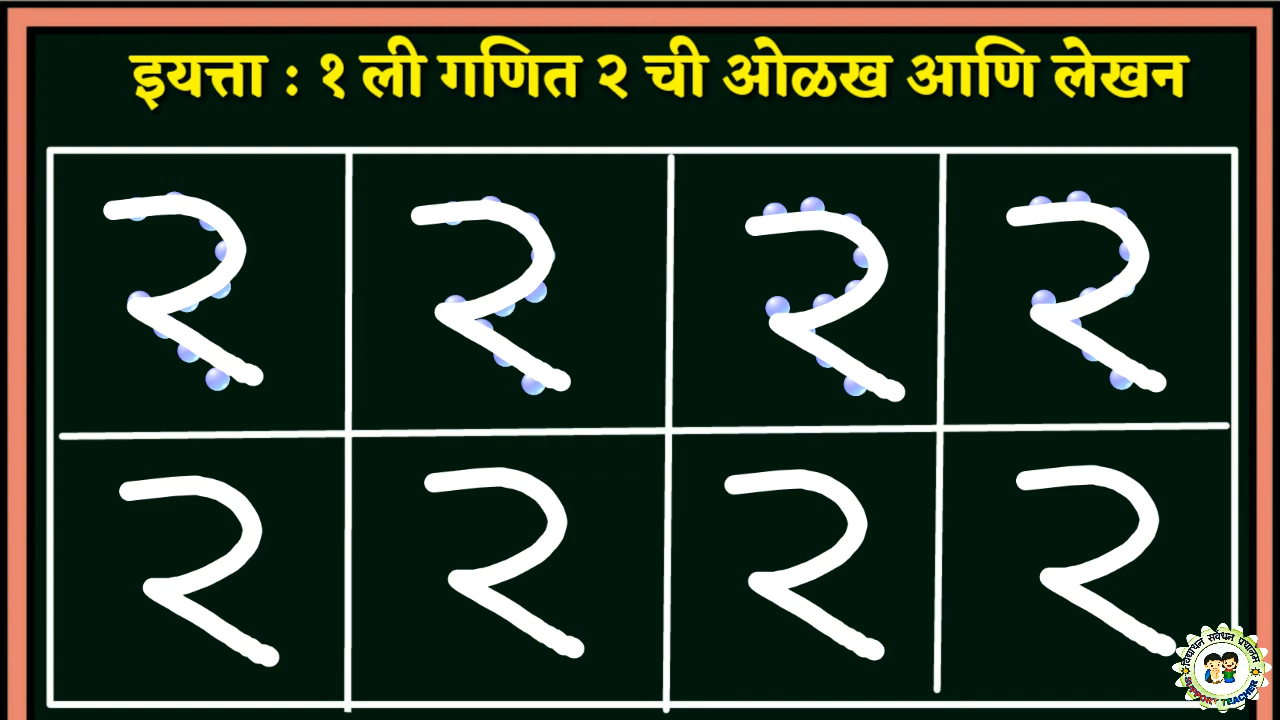 इयत्ता : १ ली गणित २ ची ओळख आणि लेखन
२ २ २ २
२ २ २ २